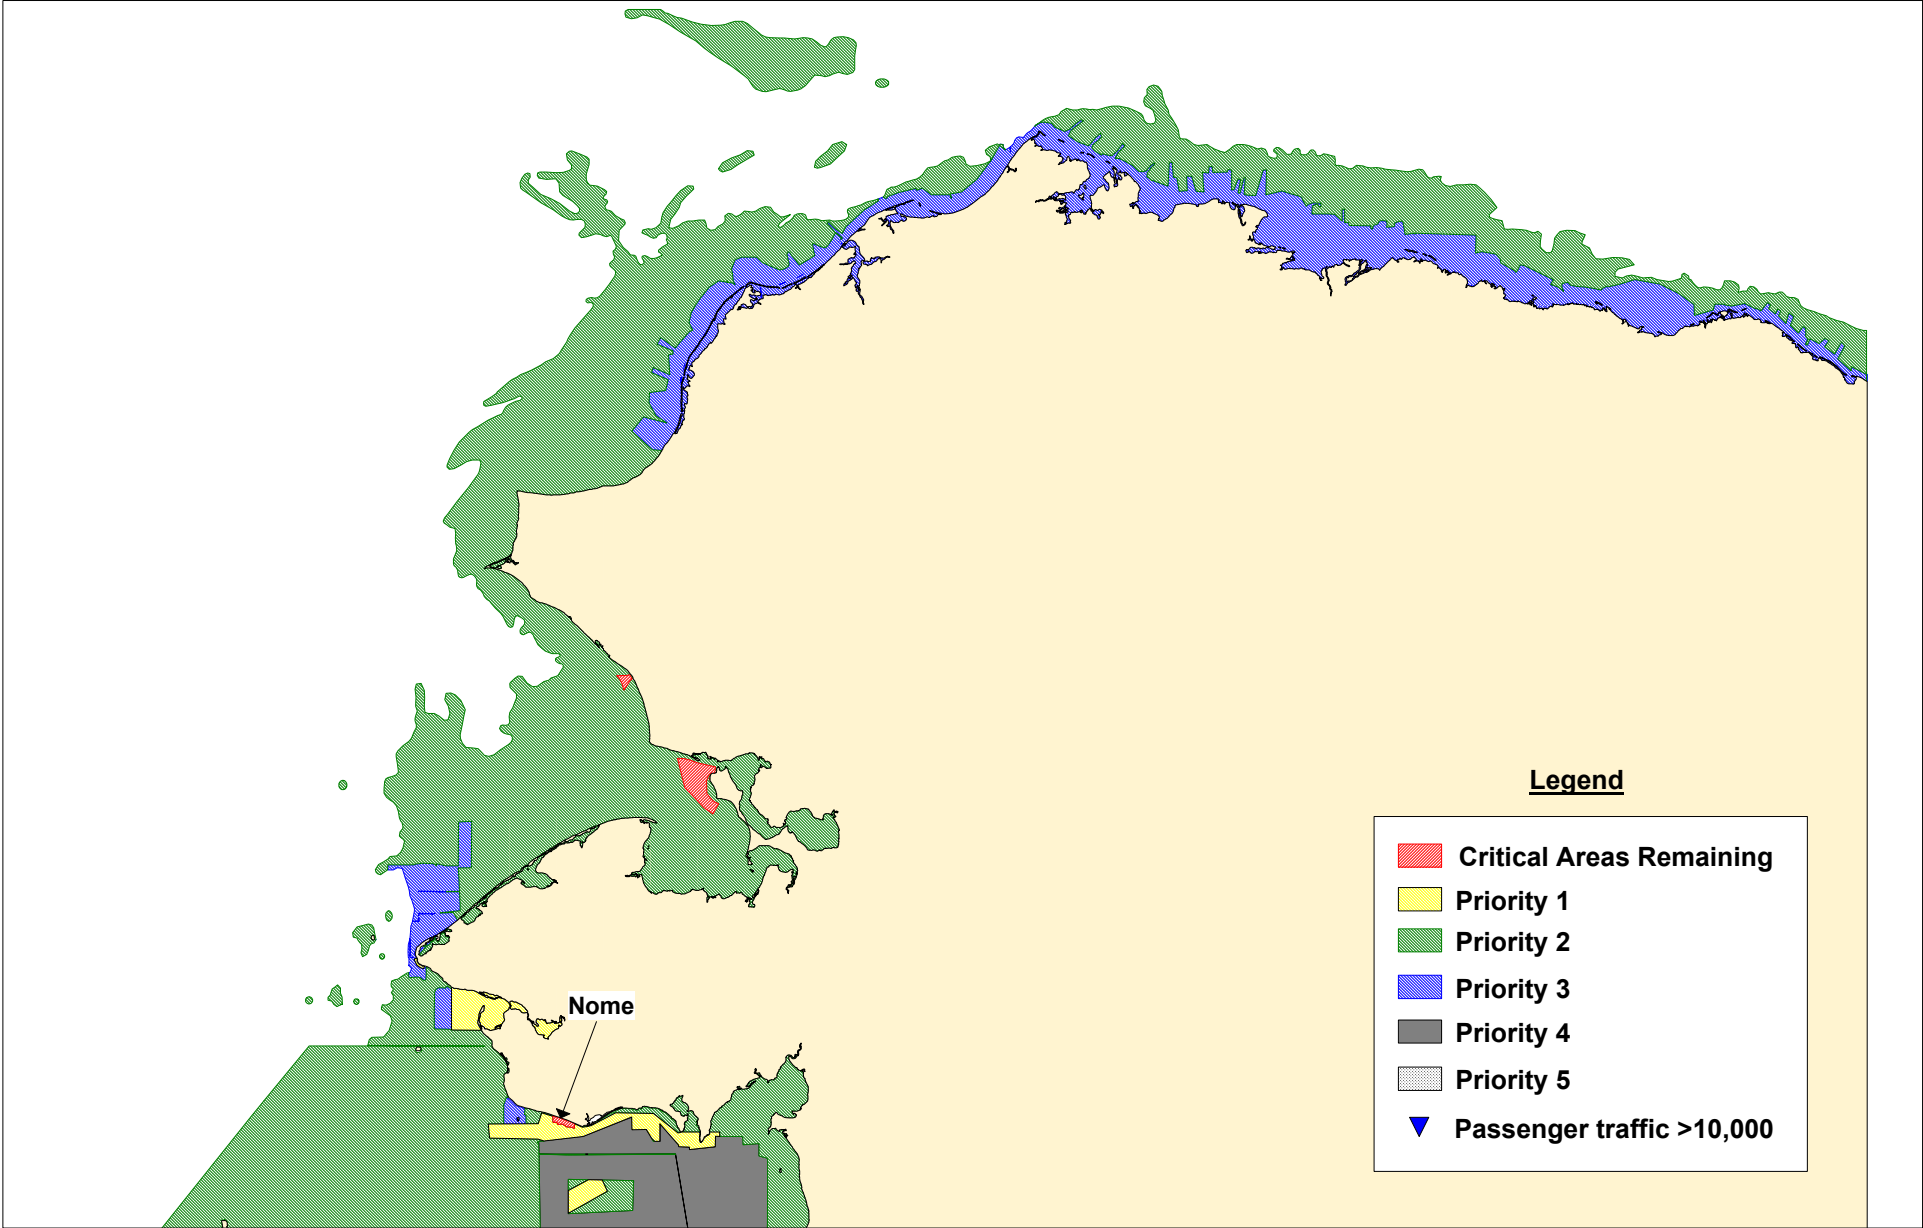 Nome
Legend
Critical Areas Remaining
Priority 1
Priority 2
Priority 3
Priority 4
Priority 5
Passenger traffic >10,000